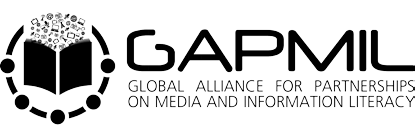 GAPMIL
GLOBAL ALLIANCE FOR PARTNERSHIPS
ON MEDIA AND INFORMATION LITERACY